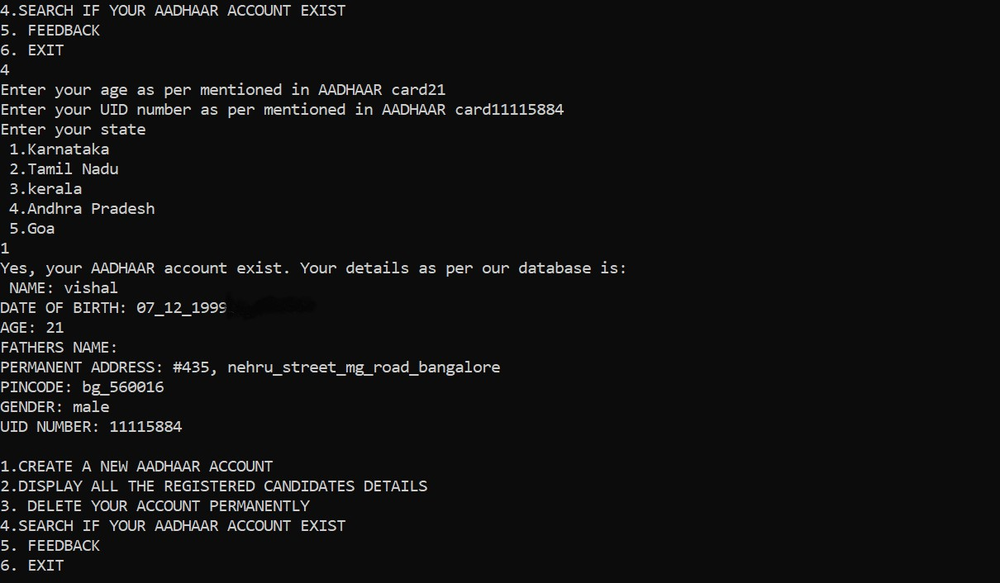 4.SEARCH IF YOUR AADHAAR ACCOUNT EXIST
5. FEEDBACK
6. EXIT
4
Enter your age as per mentioned in AADHAAR card21
Enter your UID number as per mentioned in AADHAAR card11115884
Enter your state
1.Karnataka
2.Tamil Nadu
3.kerala
4.Andhra Pradesh
5.Goa
1
Yes, your AADHAAR account exist. Your details as per our database is:
NAME: vishal
DATE OF BIRTH: 07_12_1999
AGE: 21
FATHERS NAME:
PERMANENT ADDRESS: #435, nehru_street_mg_road_bangalore
PINCODE: bg_560016
GENDER: male
UID NUMBER: 11115884
1.CREATE A NEW AADHAAR ACCOUNT
2.DISPLAY ALL THE REGISTERED CANDIDATES DETAILS
3. DELETE YOUR ACCOUNT PERMANENTLY
4.SEARCH IF YOUR AADHAAR ACCOUNT EXIST
5. FEEDBACK
6. EXIT